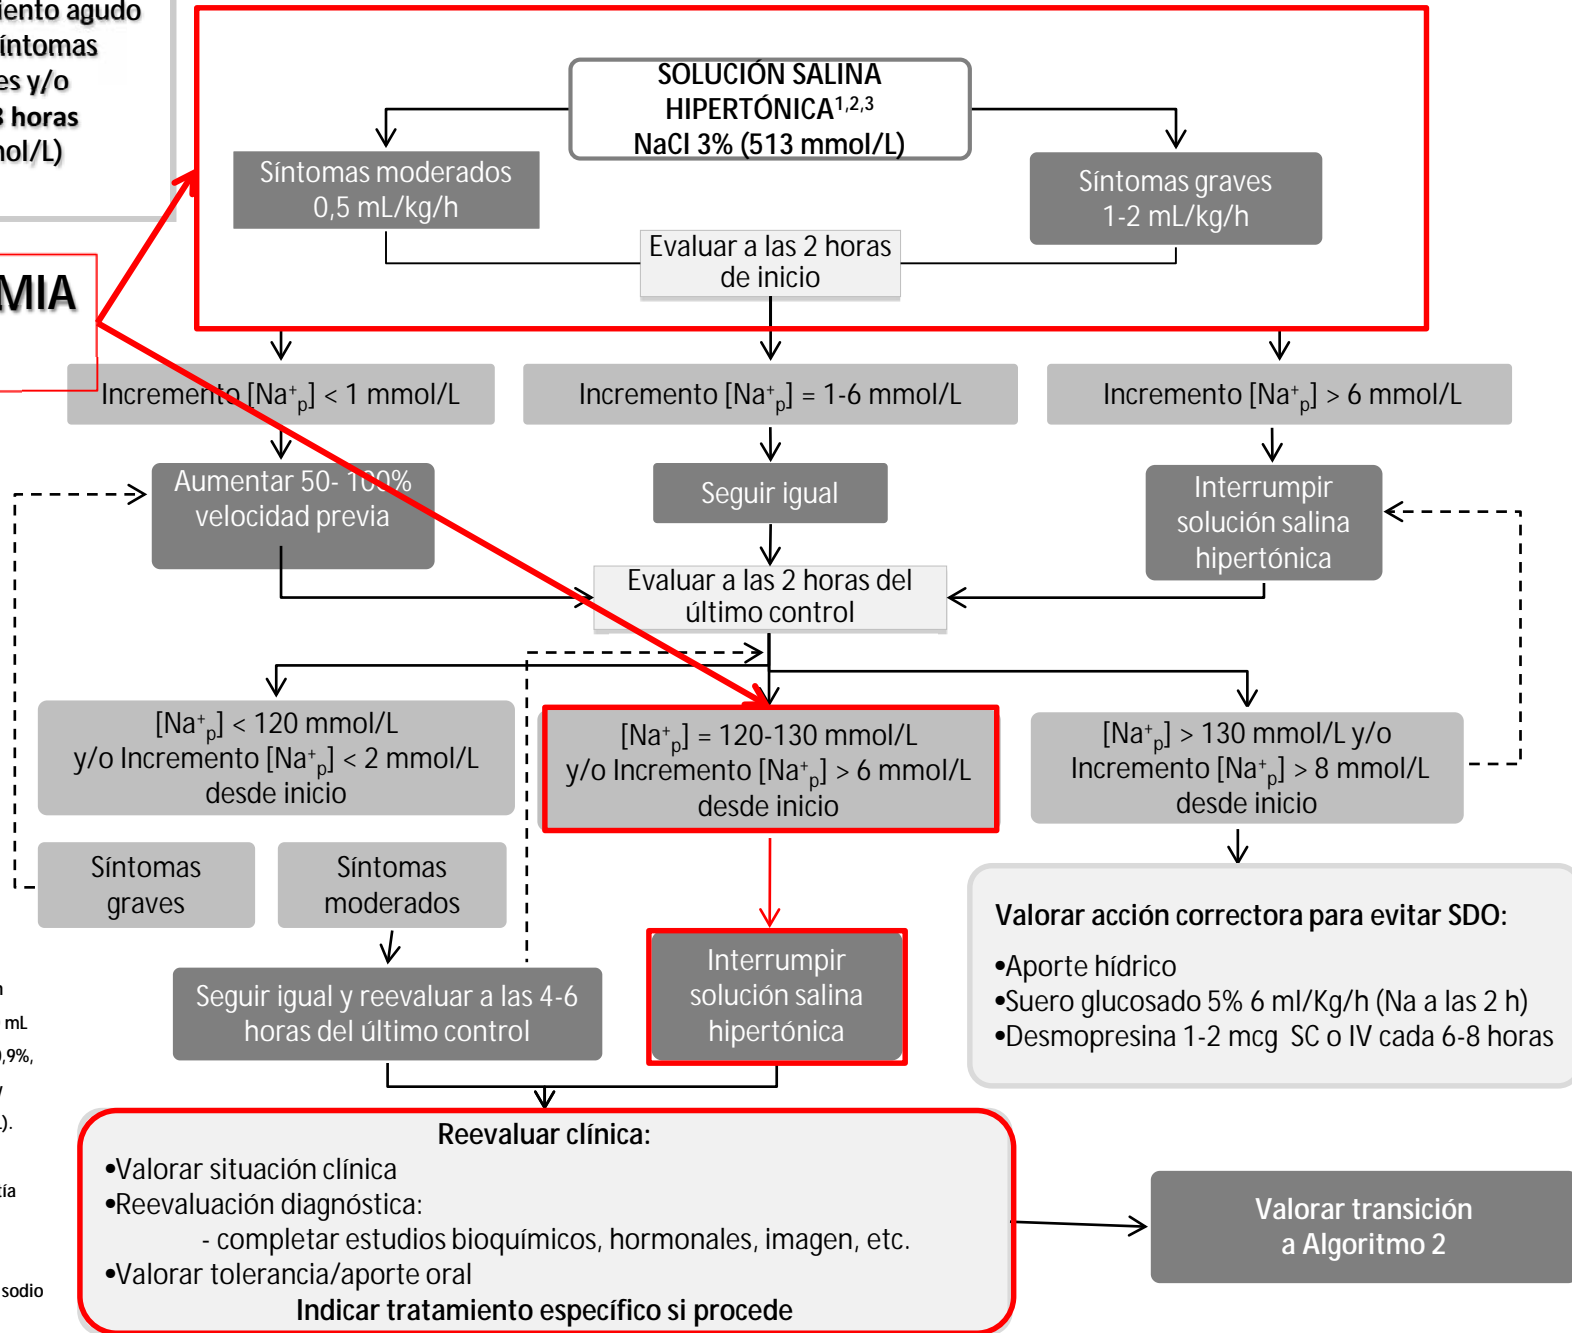 agudo
síntomas
y/o
horas
SOLUCIÓN SALINA
HIPERTÓNICA1,2,3
NaCl 3% (513 mmol/L)
Síntomas moderados
0,5 mL/kg/h
Síntomas graves
1-2 mL/kg/h
Evaluar a las 2 horas
de inicio
Incremento [Na+p] < 1 mmol/L
Incremento [Na+p] = 1-6 mmol/L
Incremento [Na+p] > 6 mmol/L
Aumentar 50- 100%
velocidad previa
Seguir igual
Interrumpir
solución salina
hipertónica
Evaluar a las 2 horas del
último control
[Na+p] < 120 mmol/L
y/o Incremento [Na+p] < 2 mmol/L
desde inicio
[Na+p] = 120-130 mmol/L
y/o Incremento [Na+p] > 6 mmol/L
desde inicio
[Na+p] > 130 mmol/L y/o
Incremento [Na+p] > 8 mmol/L
desde inicio
Síntomas
graves
Síntomas
moderados
Seguir igual y reevaluar a las 4-6
horas del último control
Interrumpir
solución salina
hipertónica
Valorar acción correctora para evitar SDO:
•Aporte hídrico
•Suero glucosado 5% 6 ml/Kg/h (Na a las 2 h)
•Desmopresina 1-2 mcg SC o IV cada 6-8 horas
mL
sodio
Reevaluar clínica:
•Valorar situación clínica
•Reevaluación diagnóstica:
- completar estudios bioquímicos, hormonales, imagen, etc.
•Valorar tolerancia/aporte oral
Indicar tratamiento específico si procede
Valorar transición
a Algoritmo 2